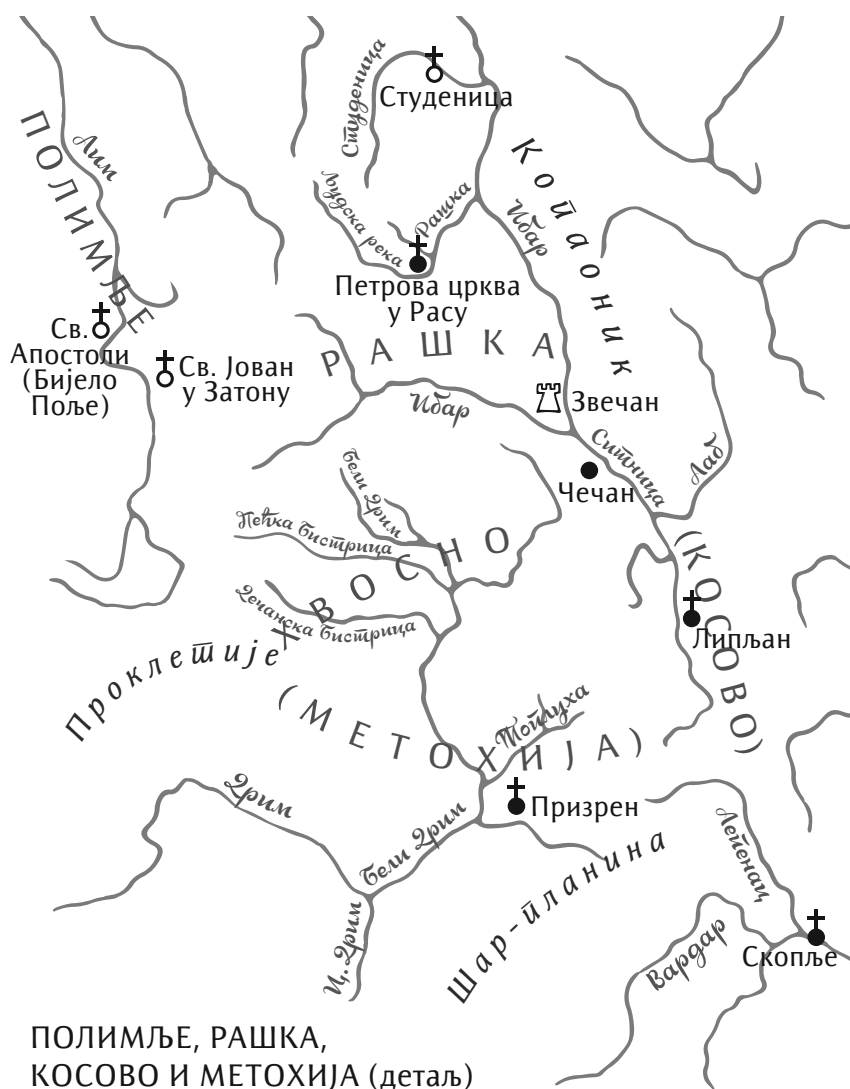 Студеница
Студеница
ПОЛИМЉЕ
Лим
Копаоник
Људска река
Рашка
Ибар
Петрова црква
у Расу
Св.
Апостоли
(Бијело
Поље)
Св. Јован
у Затону
РАШКА
Ибар
Звечан
Ситница
Лаб
Чечан
Бели Дрим
Пећка Бистрица
ХВОСНО
Дечанска Бистрица
(КОСОВО)
Липљан
Проклетије
(МЕТОХИЈА)
Топлуха
Дрим
Бели Дрим
Призрен
Шар-планина
Лепенац
Ц. Дрим
Вардар
Скопље
ПОЛИМЉЕ, РАШКА,
КОСОВО И МЕТОХИЈА (детаљ)